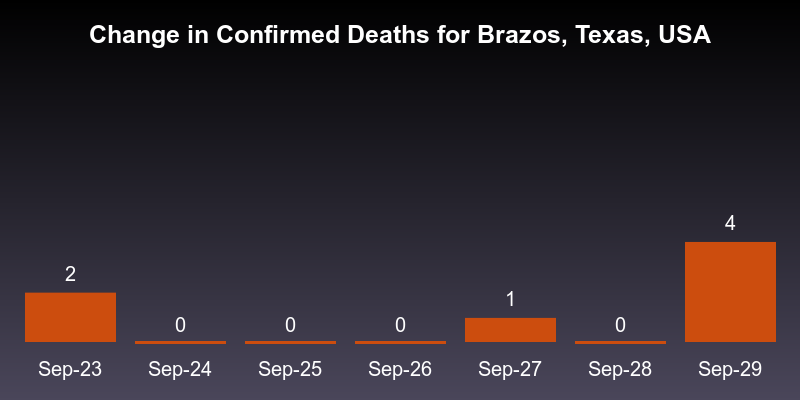 Change in Confirmed Deaths for Brazos, Texas, USA
2
0
0
0
1
0
4
Sep-23
Sep-24
Sep-25
Sep-26
Sep-27
Sep-28
Sep-29